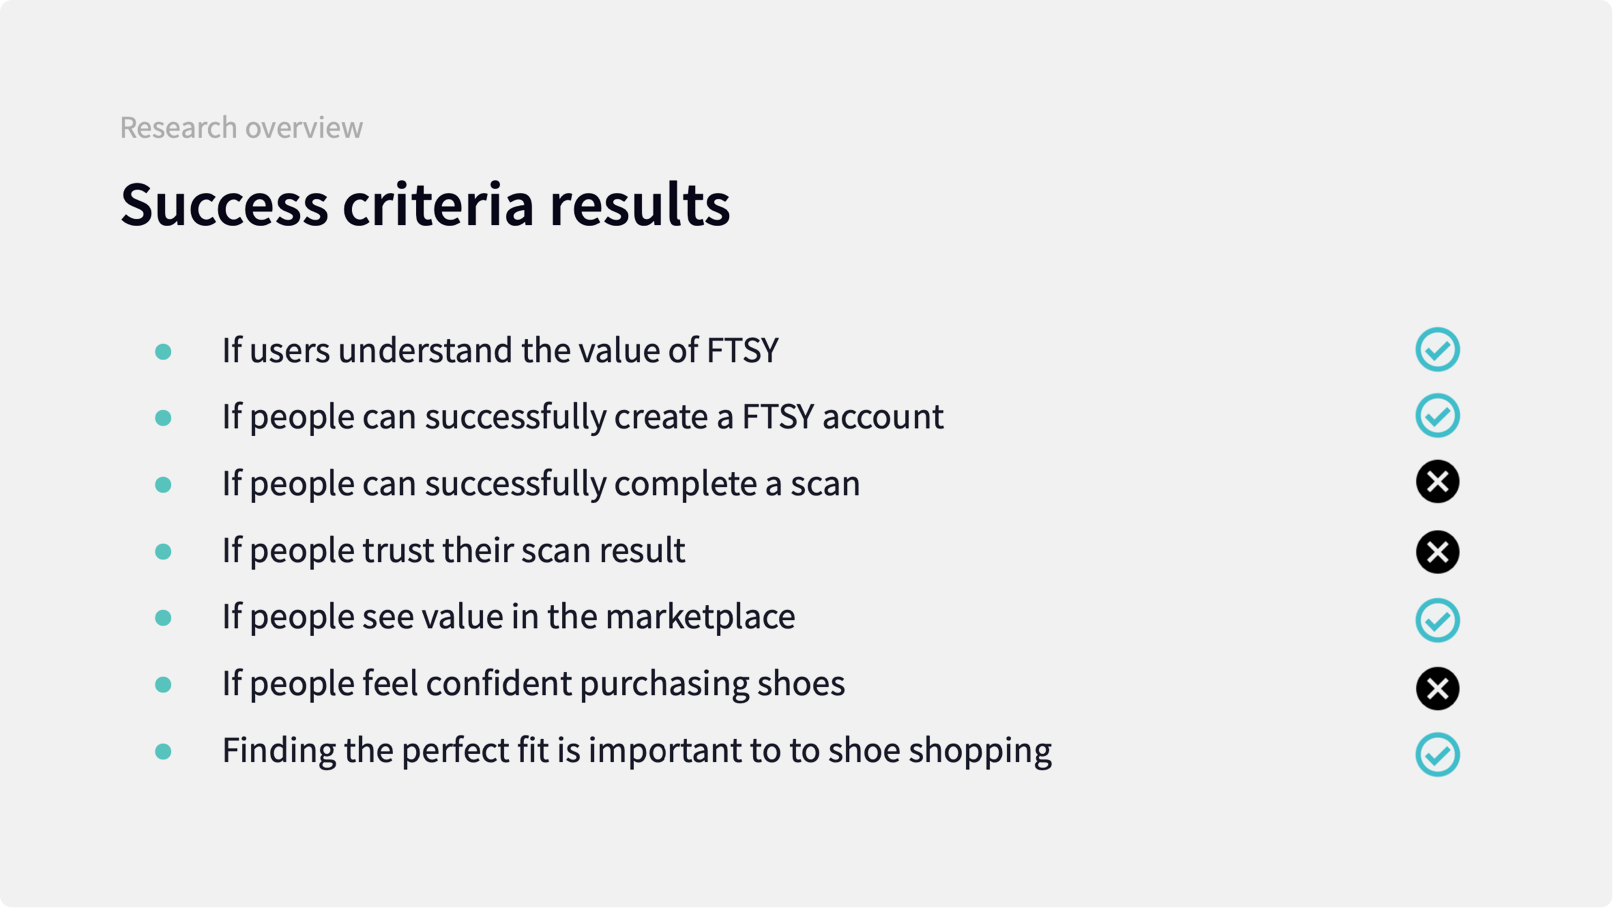 Research overview
Success criteria results
If users understand the value of FTSY
If people can successfully create a FTSY account
If people can successfully complete a scan
If people trust their scan result
If people see value in the marketplace
If people feel confident purchasing shoes
Finding the perfect fit is important to to shoe shopping